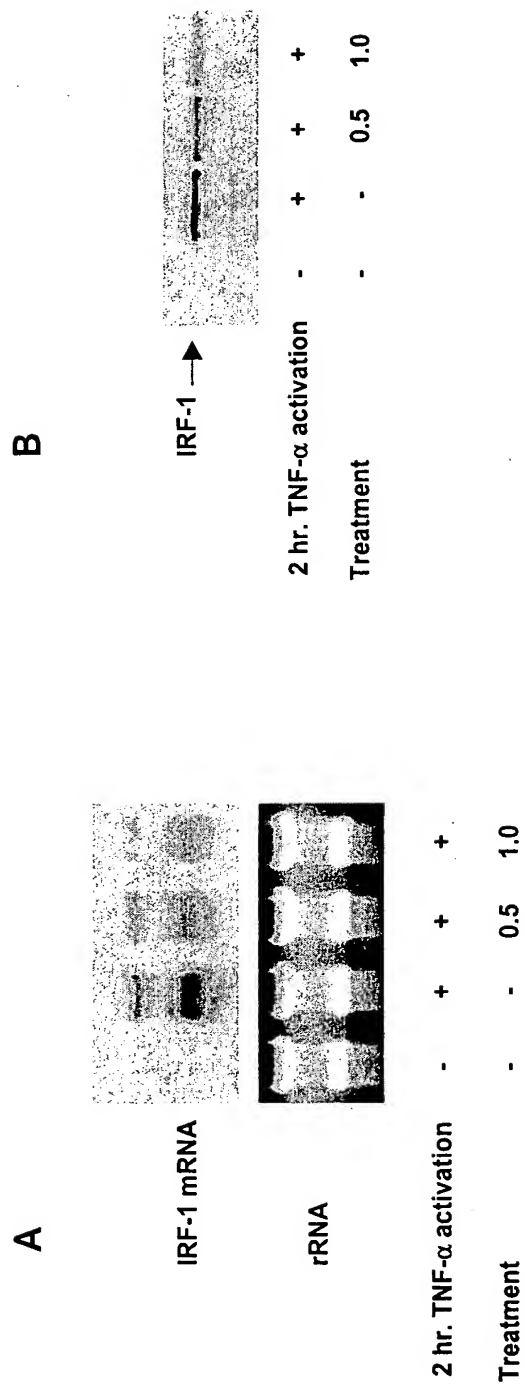 A
IRF-1 mRNA
rRNA
2 hr. TNF-α activation - + + +
Treatment - - 0.5 1.0
B
IRF-1
2 hr. TNF-α activation - + + +
Treatment - - 0.5 1.0